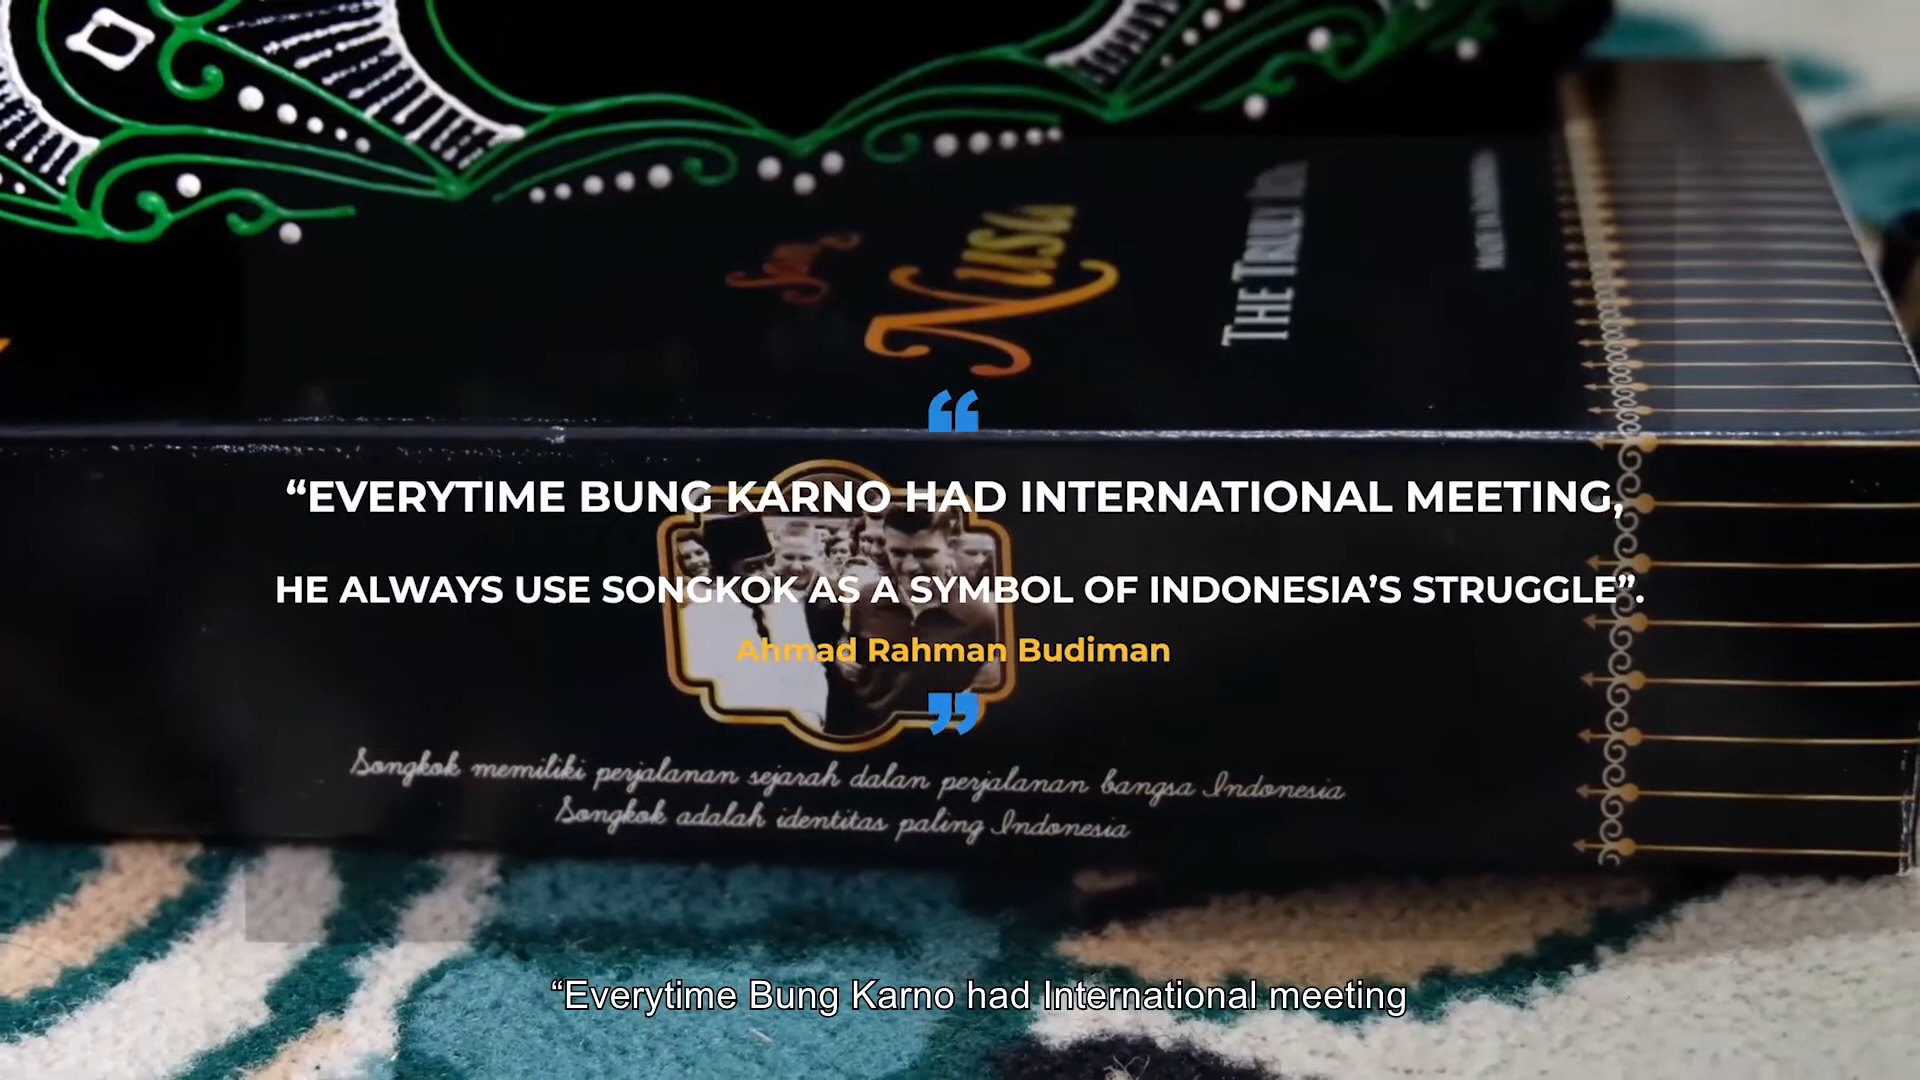 Nusa
THE TRULY
“EVERYTIME BUNG KARNO HAD INTERNATIONAL MEETING,
HE ALWAYS USE SONGKOK AS A SYMBOL OF INDONESIA’S STRUGGLE”.
Ahmad Rahman Budiman
Songkok memiliki perjalanan sejarah dalan perjalanan bangsa Indonesia
Songkok adalah identitas paling Indonesia
“Everytime Bung Karno had International meeting